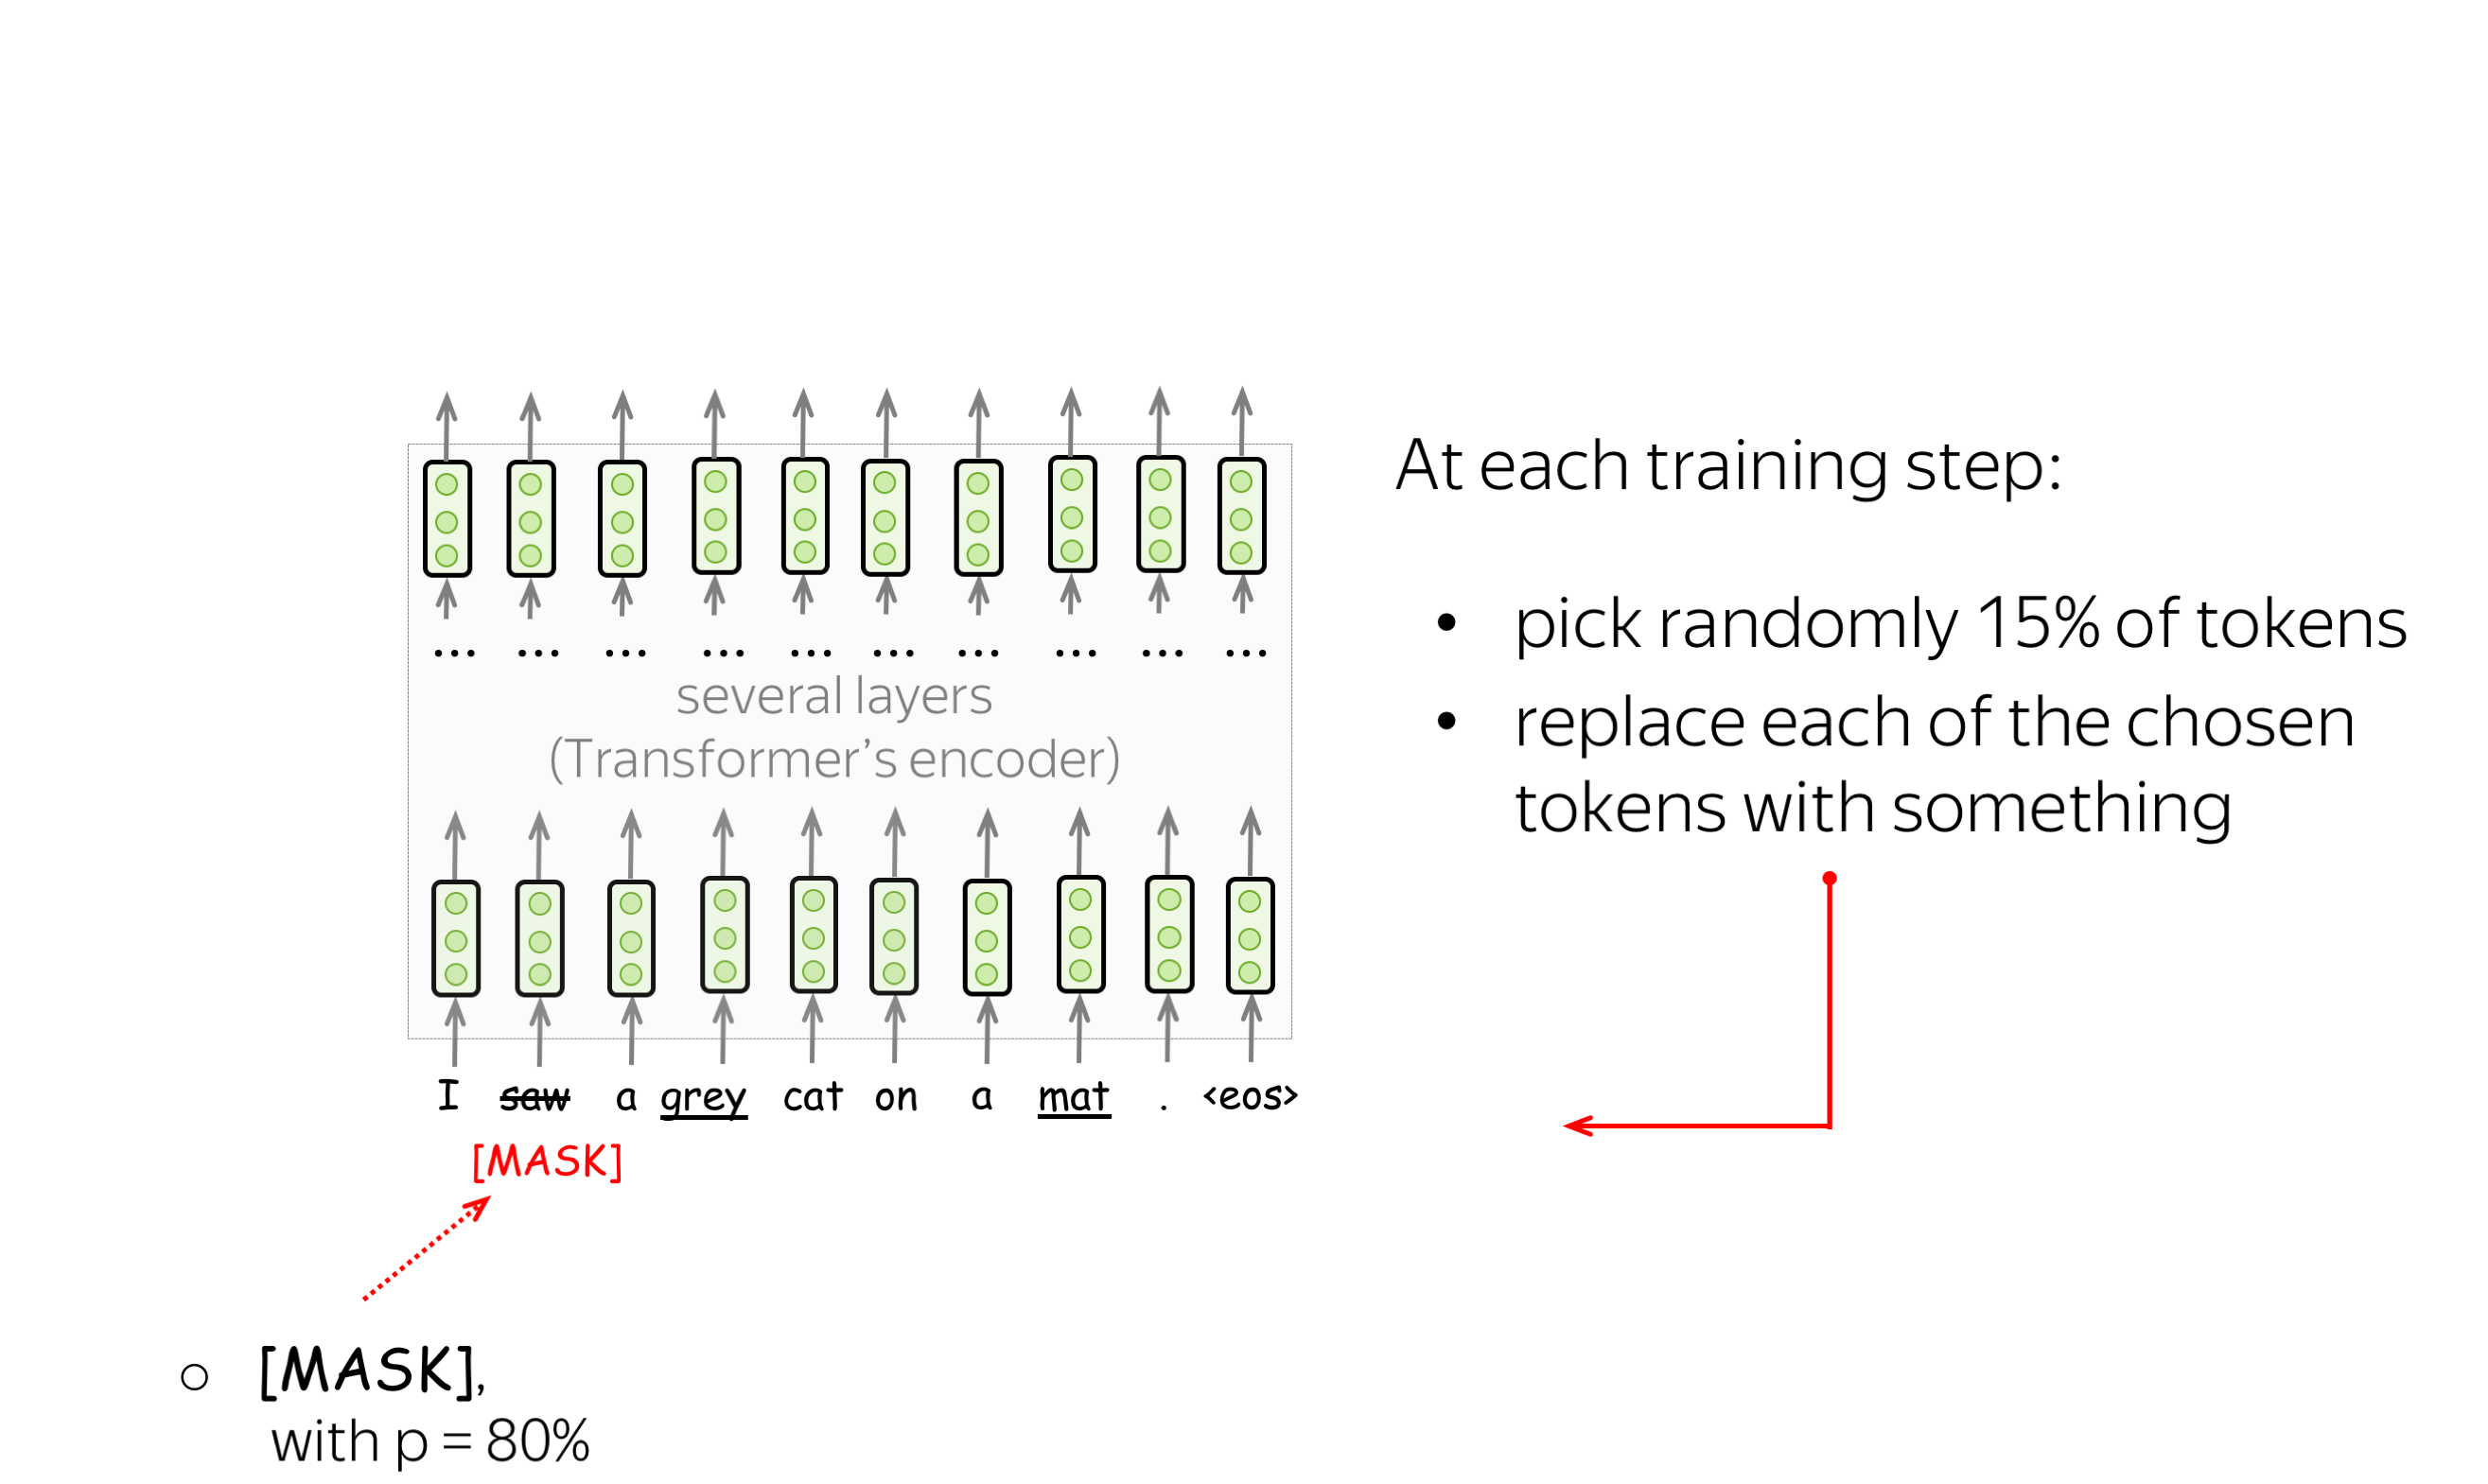 At each training step:
• pick randomly 15% of tokens
• replace each of the chosen
tokens with something
... ... ... ... ... ... ... ... ... ...
several layers
(Transformer's encoder)
I saw a grey cat on a mat . <eos>
[MASK]
○ [MASK],
with p = 80%